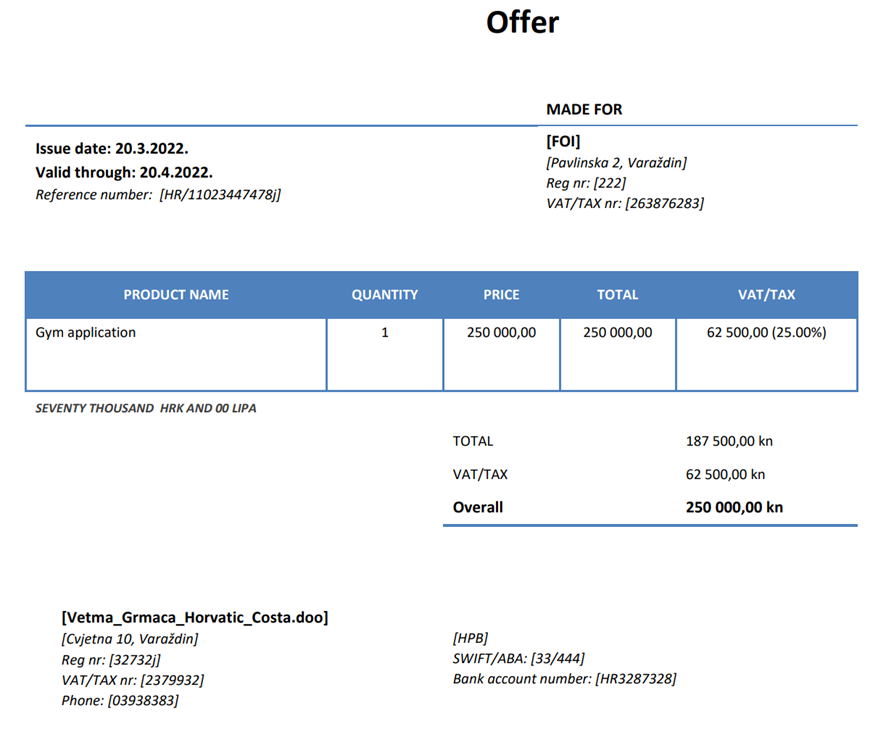 Offer
MADE FOR
Issue date: 20.3.2022.
Valid through: 20.4.2022.
Reference number: [HR/11023447478j]
[FOI]
[Pavlinska 2, Varaždin]
Reg nr: [222]
VAT/TAX nr: [263876283]
PRODUCT NAME QUANTITY PRICE TOTAL VAT/TAX
Gym application 1 250 000,00 250 000,00 62 500,00 (25.00%)
SEVENTY THOUSAND HRK AND 00 LIPA
TOTAL 187 500,00 kn
VAT/TAX 62 500,00 kn
Overall 250 000,00 kn
[Vetma_Grmaca_Horvatic_Costa.doo]
[Cvjetna 10, Varaždin]
Reg nr: [32732j]
VAT/TAX nr: [2379932]
Phone: [03938383]
[HPB]
SWIFT/ABA: [33/444]
Bank account number: [HR3287328]